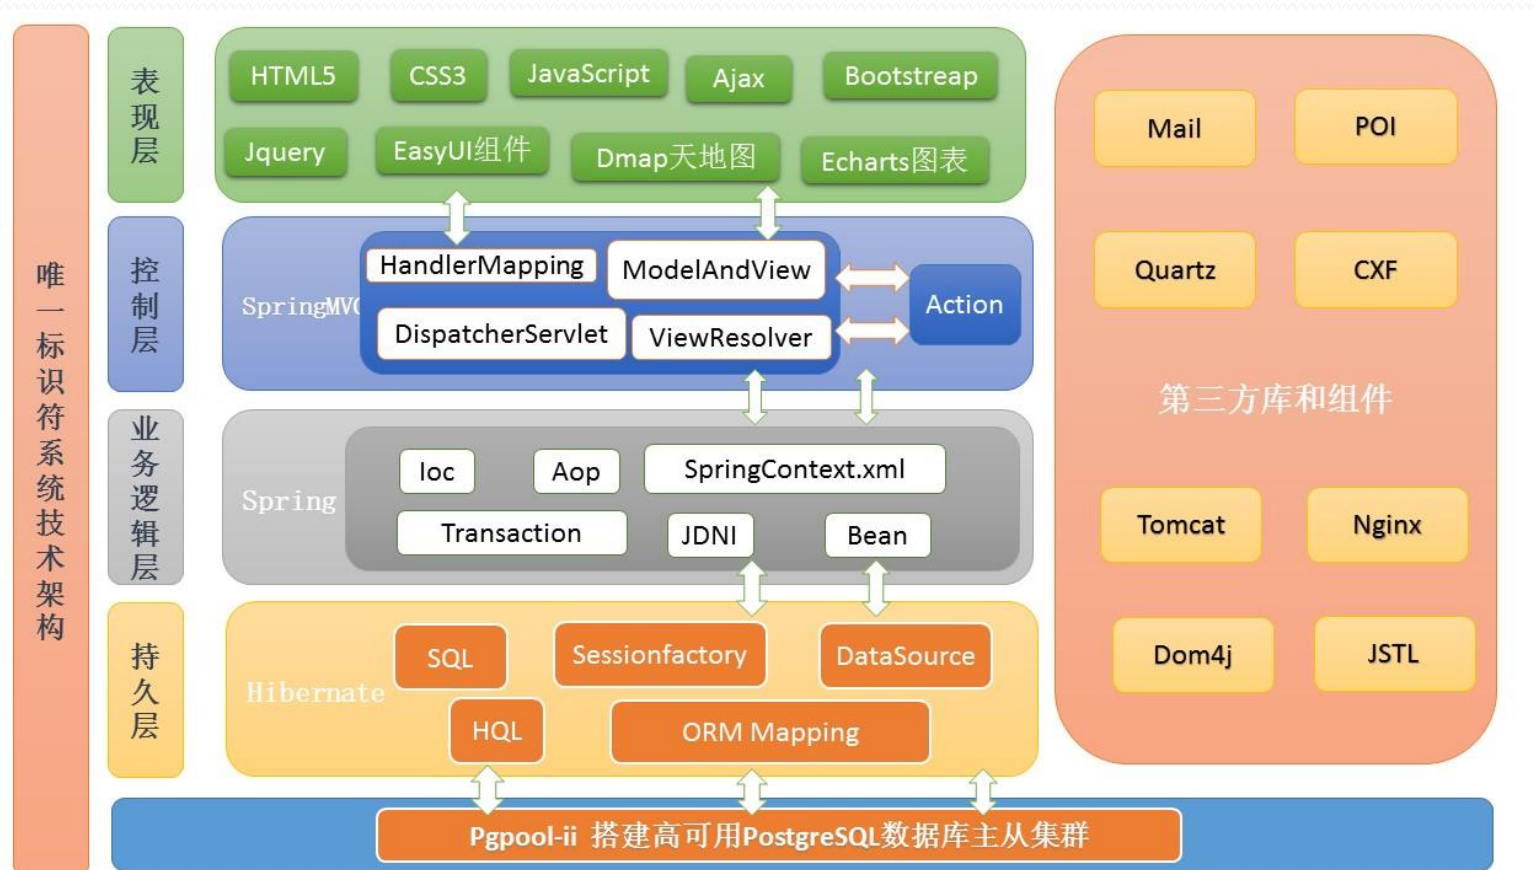 唯一标识符系统技术架构
表现层
HTML5
CSS3
JavaScript
Ajax
Bootstreap
Jquery
EasyUI组件
Dmap天地图
Echarts图表
控制层
SpringMVC
HandlerMapping
ModelAndView
DispatcherServlet
ViewResolver
Action
业务逻辑层
Spring
Ioc
Aop
SpringContext.xml
Transaction
JDNI
Bean
持久层
Hibernate
SQL
Sessionfactory
DataSource
HQL
ORM Mapping
Pgpool-ii 搭建高可用PostgreSQL数据库主从集群
Mail
POI
Quartz
CXF
第三方库和组件
Tomcat
Nginx
Dom4j
JSTL